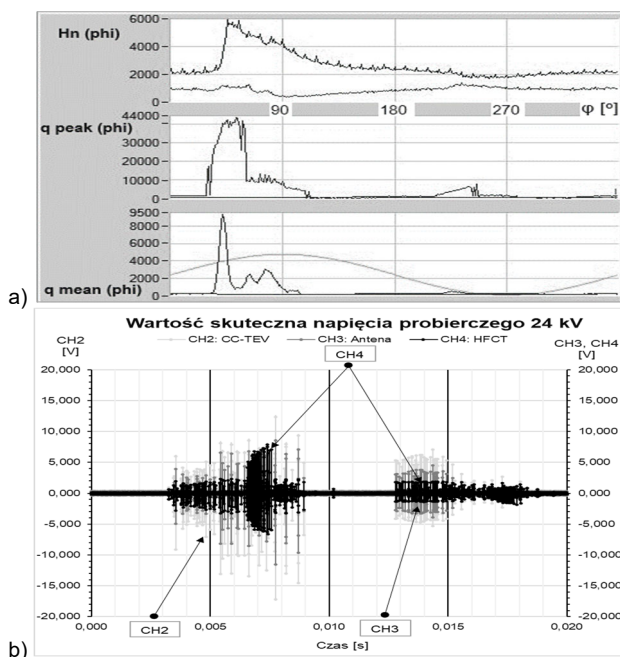 Hn (phi)
6000
4000
2000
0
90
180
270
φ [°]
q peak (phi)
44000
30000
20000
10000
0
9500
8000
6000
4000
2000
0
q mean (phi)
a)
Wartość skuteczna napięcia probierczego 24 kV
CH2
[V]
CH2: CC-TEV
CH3: Antena
CH4: HFCT
CH3, CH4
[V]
CH4
20,000
15,000
10,000
5,000
0,000
-5,000
-10,000
-15,000
-20,000
20,000
15,000
10,000
5,000
0,000
-5,000
-10,000
-15,000
-20,000
0,000
0,005
0,010
0,015
0,020
CH2
CH3
Czas [s]
b)